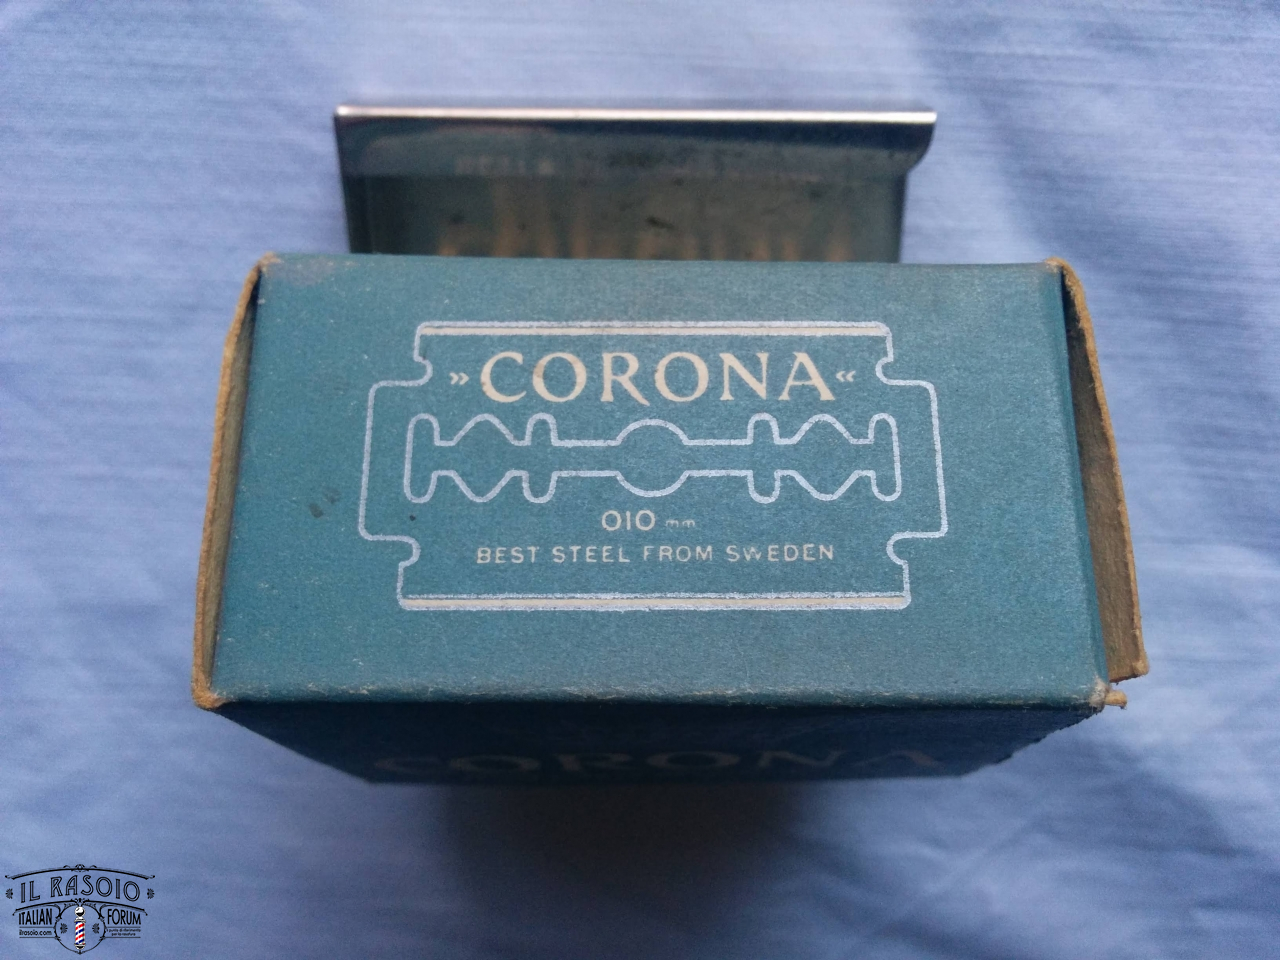 »CORONA«
010 mm
BEST STEEL FROM SWEDEN
CORONA
IL RASOIO
ITALIAN FORUM
ilrasoio.com